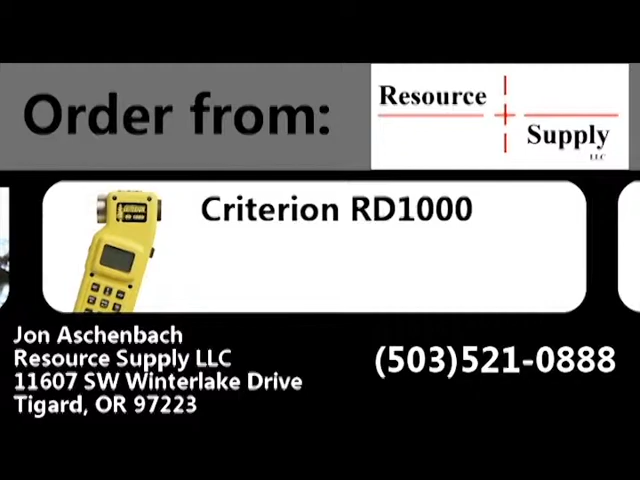 Order from:
Resource
Supply
LLC
Criterion RD1000
Jon Aschenbach
Resource Supply LLC
11607 SW Winterlake Drive
Tigard, OR 97223
(503)521-0888